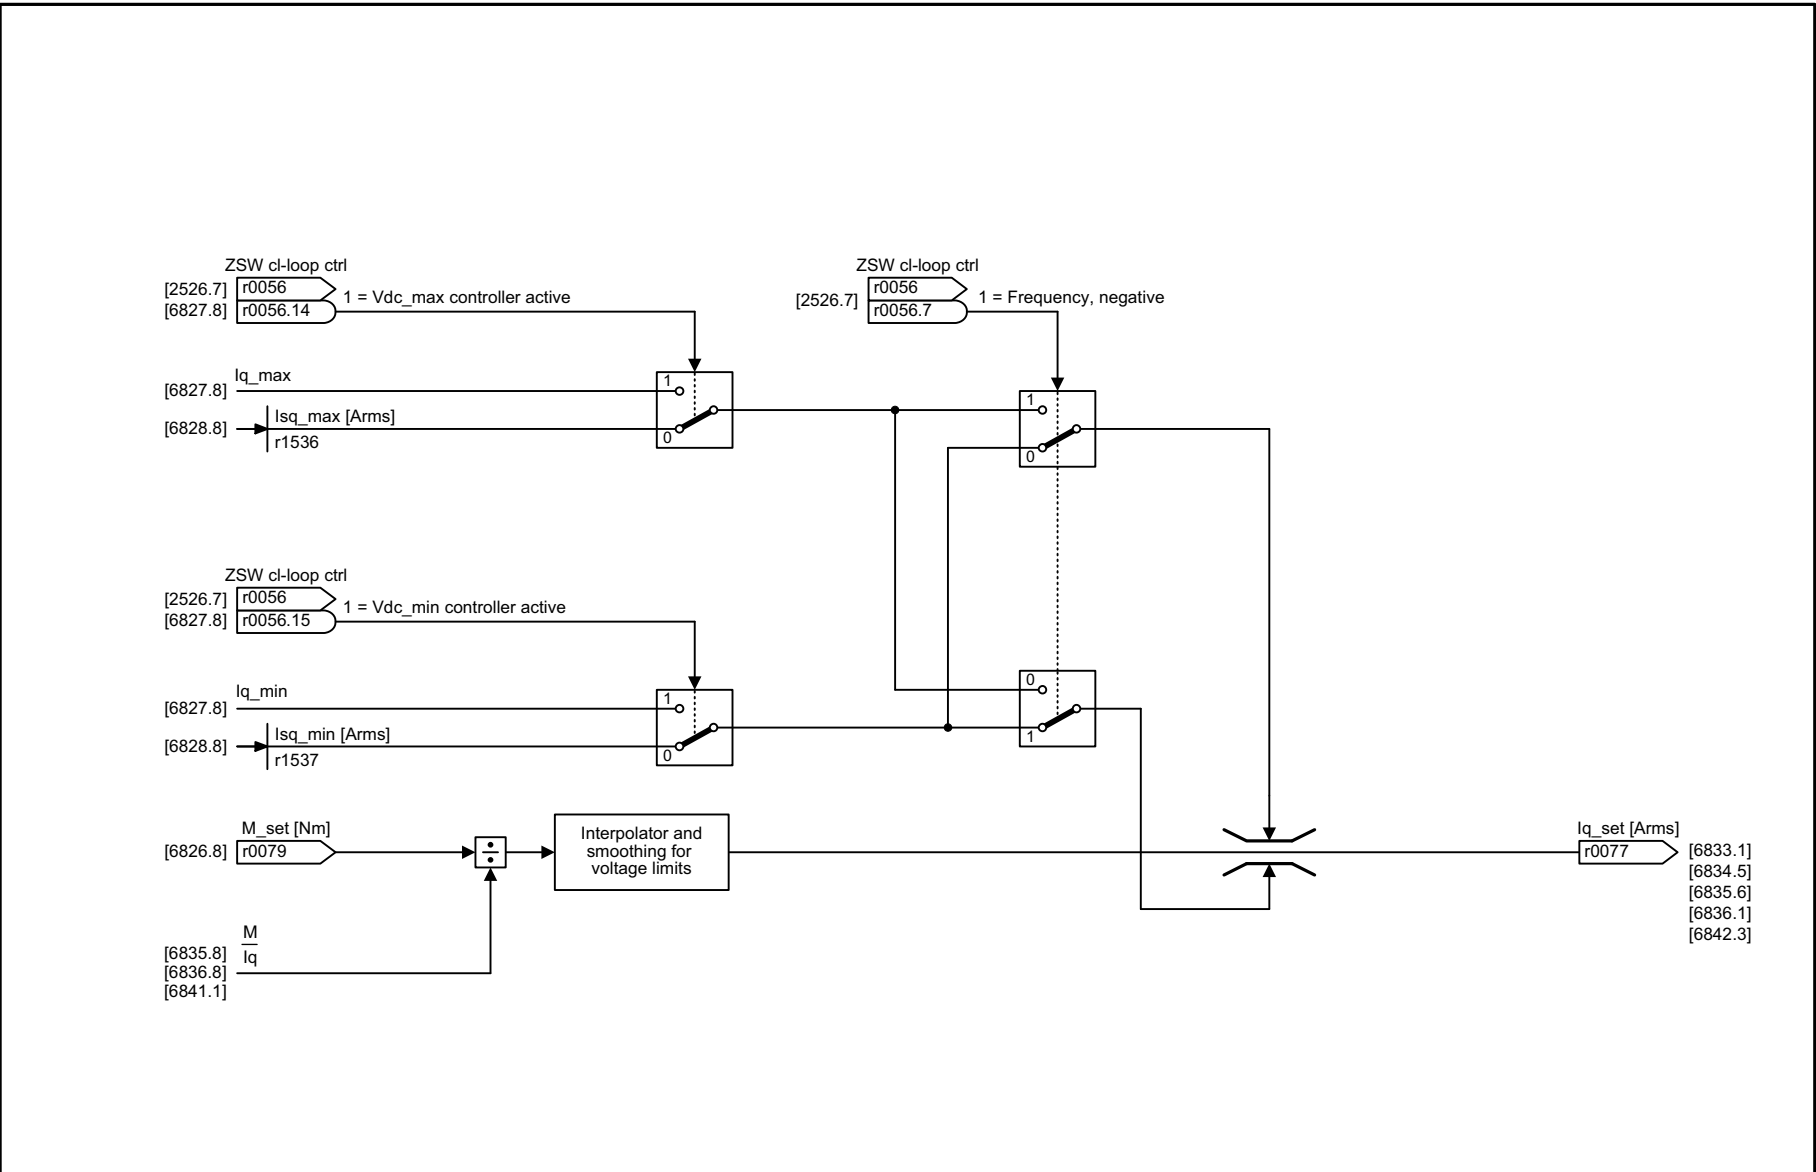 ZSW cl-loop ctrl
[2526.7] r0056
1 = Vdc_max controller active
[6827.8] r0056.14
ZSW cl-loop ctrl
r0056
[2526.7]
1 = Frequency, negative
r0056.7
Iq_max
[6827.8]
1
Isq_max [Arms]
[6828.8]
r1536
0
1
0
ZSW cl-loop ctrl
[2526.7] r0056
1 = Vdc_min controller active
[6827.8] r0056.15
Iq_min
[6827.8]
1
Isq_min [Arms]
[6828.8]
r1537
0
0
1
M_set [Nm]
[6826.8] r0079
Interpolator and
smoothing for
voltage limits
Iq_set [Arms]
r0077 [6833.1]
[6834.5]
[6835.6]
[6836.1]
[6842.3]
M
Iq
[6835.8]
[6836.8]
[6841.1]